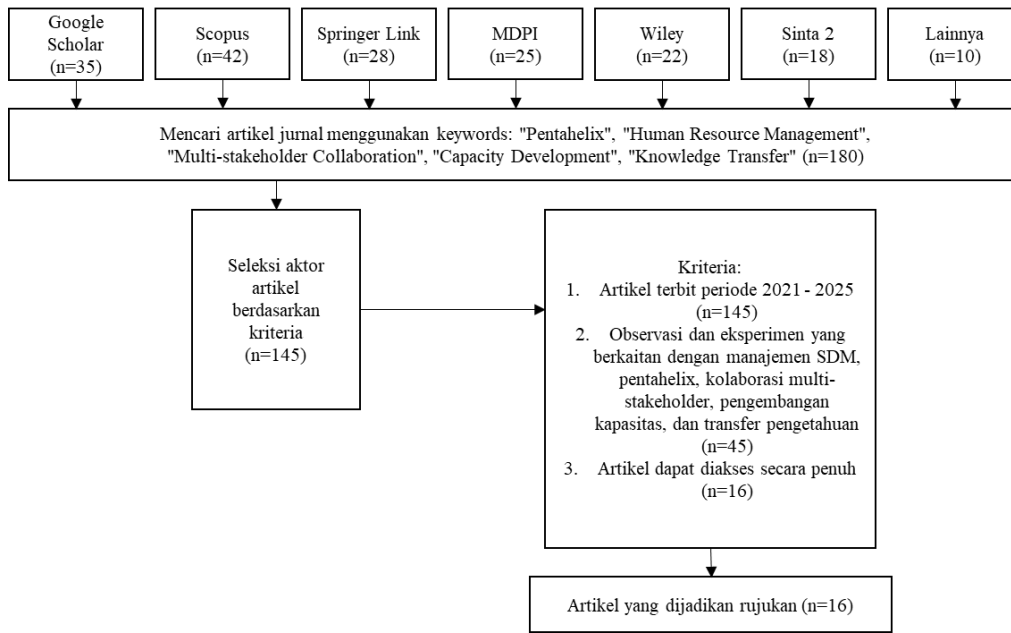 Google
Scholar
(n=35)
Scopus
(n=42)
Springer Link
(n=28)
MDPI
(n=25)
Wiley
(n=22)
Sinta 2
(n=18)
Lainnya
(n=10)
Mencari artikel jurnal menggunakan keywords: "Pentahelix", "Human Resource Management",
"Multi-stakeholder Collaboration", "Capacity Development", "Knowledge Transfer" (n=180)
Seleksi aktor
artikel
berdasarkan
kriteria
(n=145)
Kriteria:
1. Artikel terbit periode 2021 - 2025
(n=145)
2. Observasi dan eksperimen yang
berkaitan dengan manajemen SDM,
pentahelix, kolaborasi multi-
stakeholder, pengembangan
kapasitas, dan transfer pengetahuan
(n=45)
3. Artikel dapat diakses secara penuh
(n=16)
Artikel yang dijadikan rujukan (n=16)